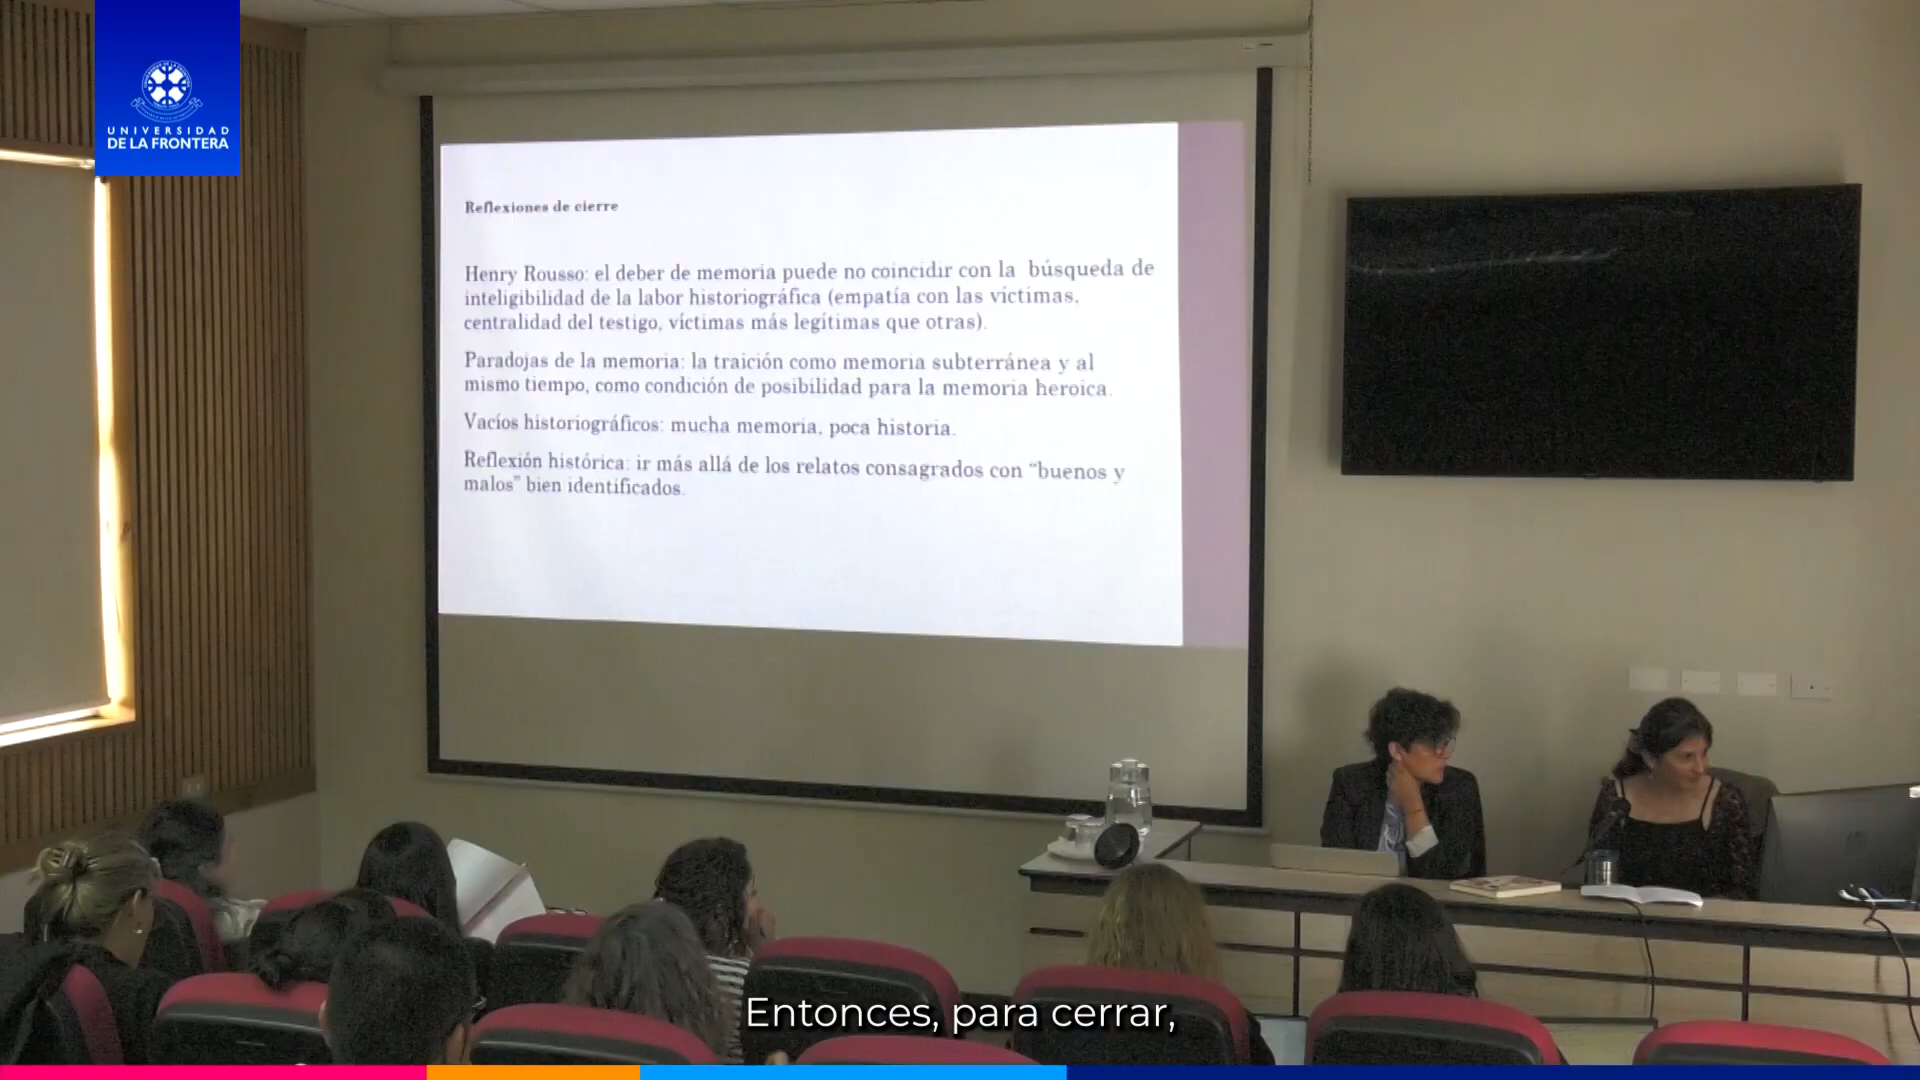 UNIVERSIDAD
DE LA FRONTERA
Reflexiones de cierre
Henry Rousso: el deber de memoria puede no coincidir con la búsqueda de
inteligibilidad de la labor historiográfica (empatía con las víctimas,
centralidad del testigo, víctimas más legítimas que otras).
Paradojas de la memoria: la traición como memoria subterránea y al
mismo tiempo, como condición de posibilidad para la memoria heroica.
Vacíos historiográficos: mucha memoria, poca historia.
Reflexión histórica: ir más allá de los relatos consagrados con “buenos y
malos” bien identificados.
Entonces, para cerrar,